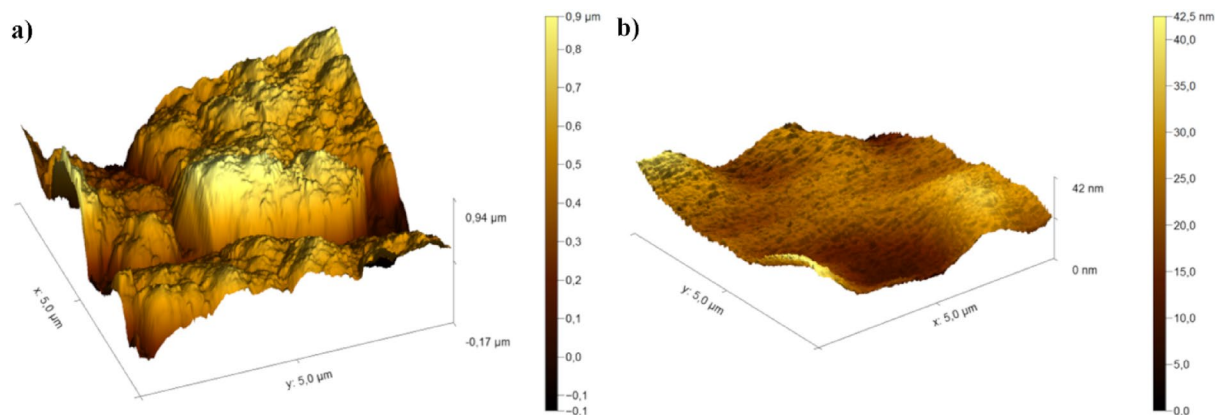 a)
0,94 µm
-0,17 µm
x: 5,0 µm
y: 5,0 µm
0,9 µm
0,8
0,7
0,6
0,5
0,4
0,3
0,2
0,1
0,0
-0,1
-0,1
b)
42 nm
0 nm
y: 5,0 µm
x: 5,0 µm
42,5 nm
40,0
35,0
30,0
25,0
20,0
15,0
10,0
5,0
0,0